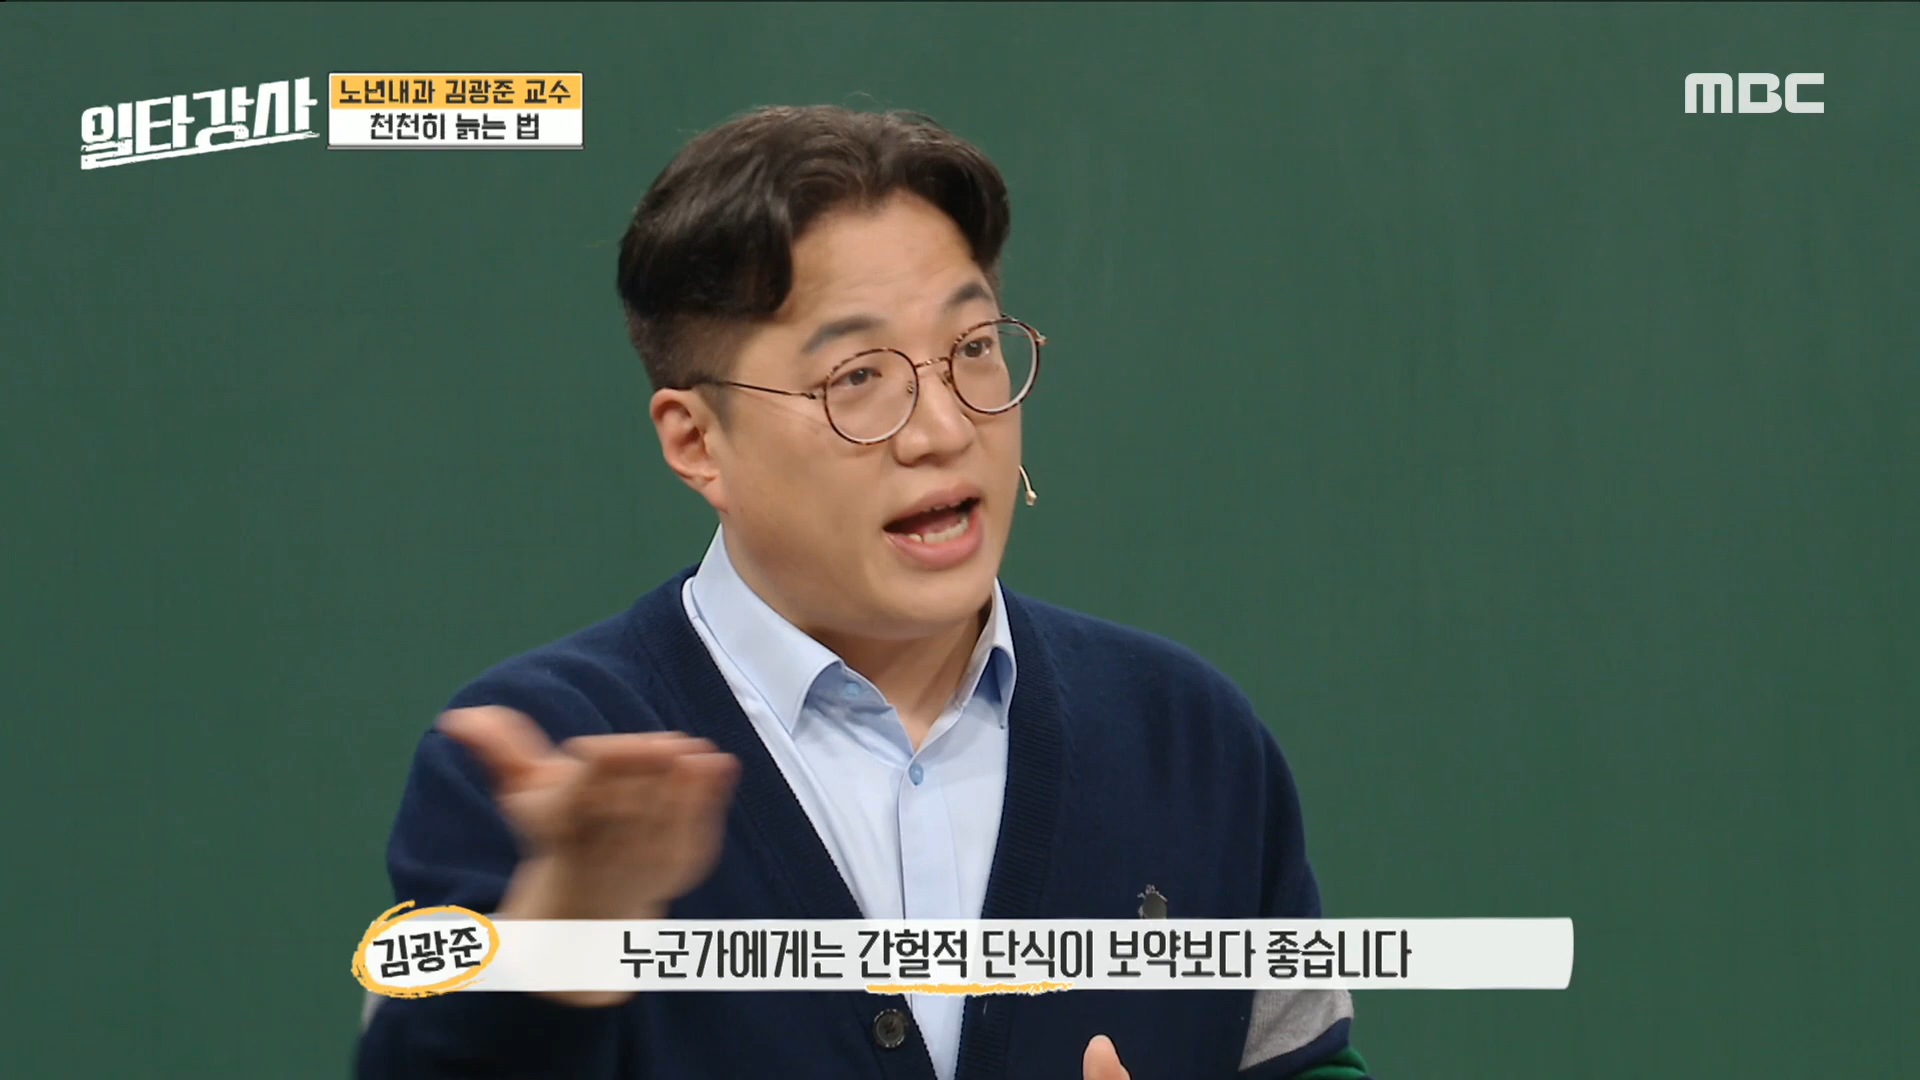 일타강사
노년내과 김광준 교수
천천히 늙는 법
MBC
김광준
누군가에게는 간헐적 단식이 보약보다 좋습니다